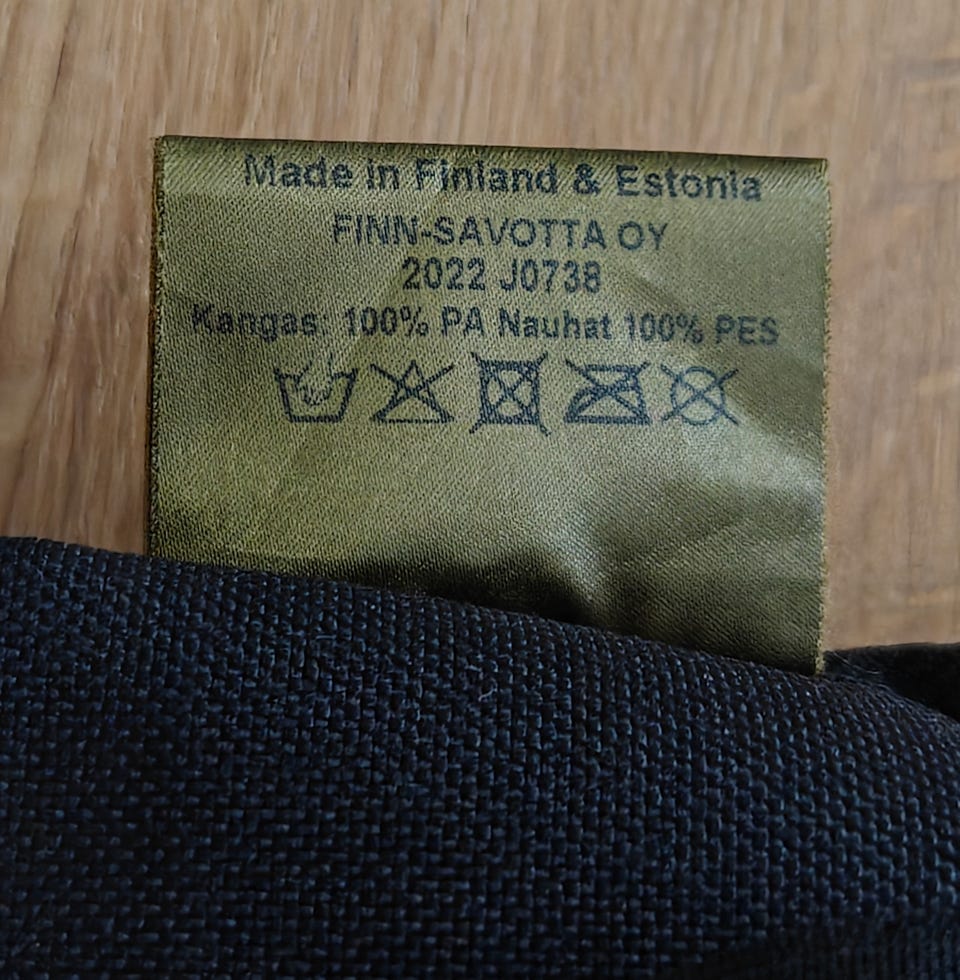 Made in Finland & Estonia
FINN-SAVOTTA OY
2022 J0738
Kangas: 100% PA Nauhat 100% PES